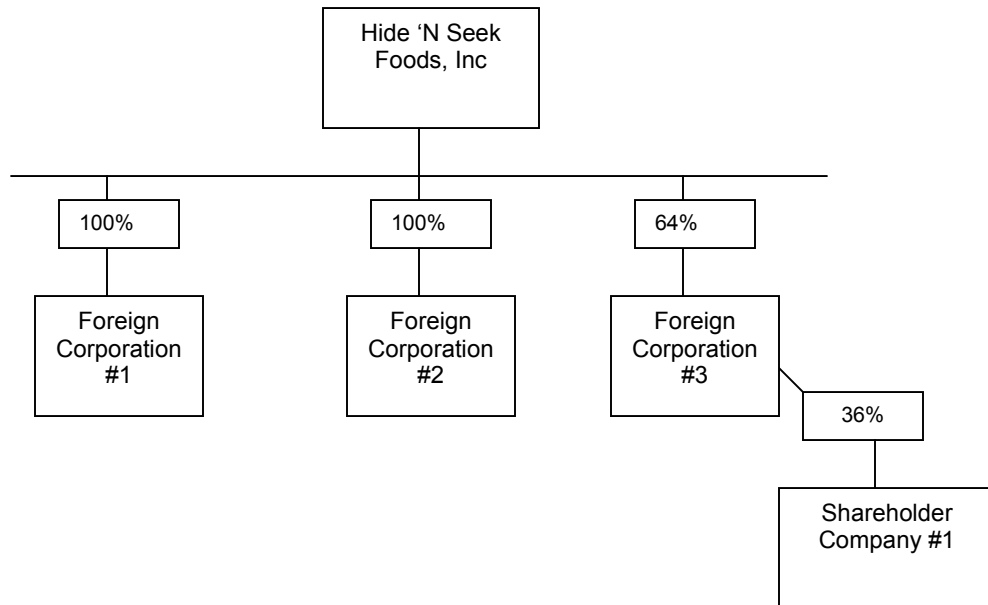 Hide ‘N Seek
Foods, Inc
100%
100%
64%
Foreign
Corporation
#1
Foreign
Corporation
#2
Foreign
Corporation
#3
36%
Shareholder
Company #1